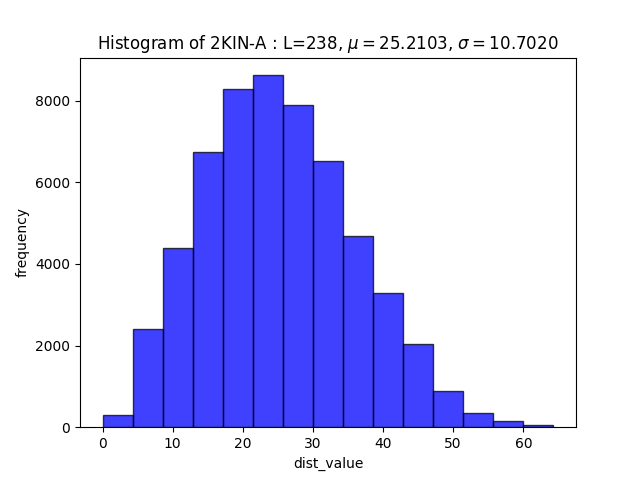 Histogram of 2KIN-A : L=238, μ = 25.2103, σ = 10.7020
8000
6000
4000
2000
0
frequency
0 10 20 30 40 50 60
dist_value